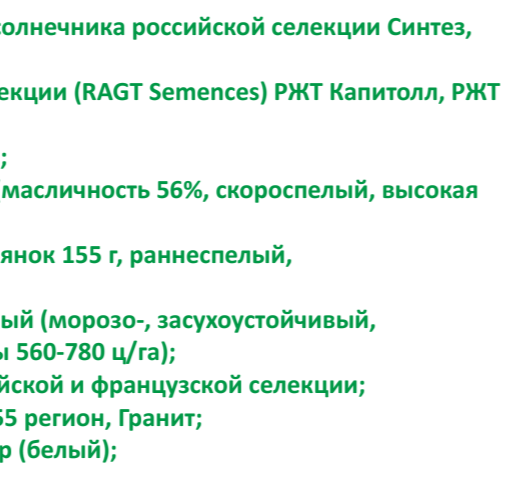 солнечника российской селекции Синтез,
екции (RAGT Semences) РЖТ Капитолл, РЖТ
;
масличность 56%, скороспелый, высокая
янок 155 г, раннеспелый,
ый (морозо-, засухоустойчивый,
ы 560-780 ц/га);
йской и французской селекции;
55 регион, Гранит;
р (белый);